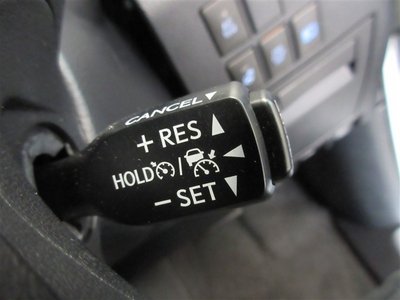 CANCEL▼
+ RES ▲
HOLD / ◀
− SET ▼